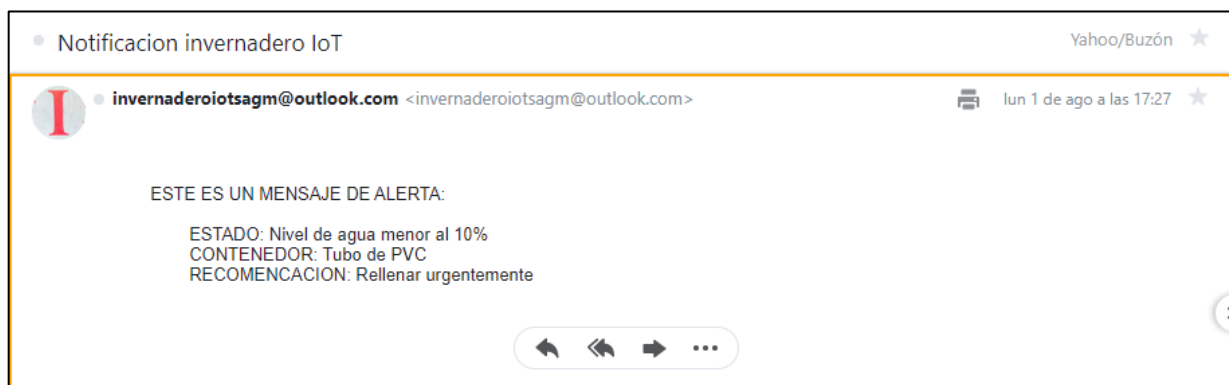 Notificacion invernadero IoT
Yahoo/Buzón
I
invernaderoiotsagm@outlook.com <invernaderoiotsagm@outlook.com>
lun 1 de ago a las 17:27
ESTE ES UN MENSAJE DE ALERTA:
ESTADO: Nivel de agua menor al 10%
CONTENEDOR: Tubo de PVC
RECOMENCACION: Rellenar urgentemente